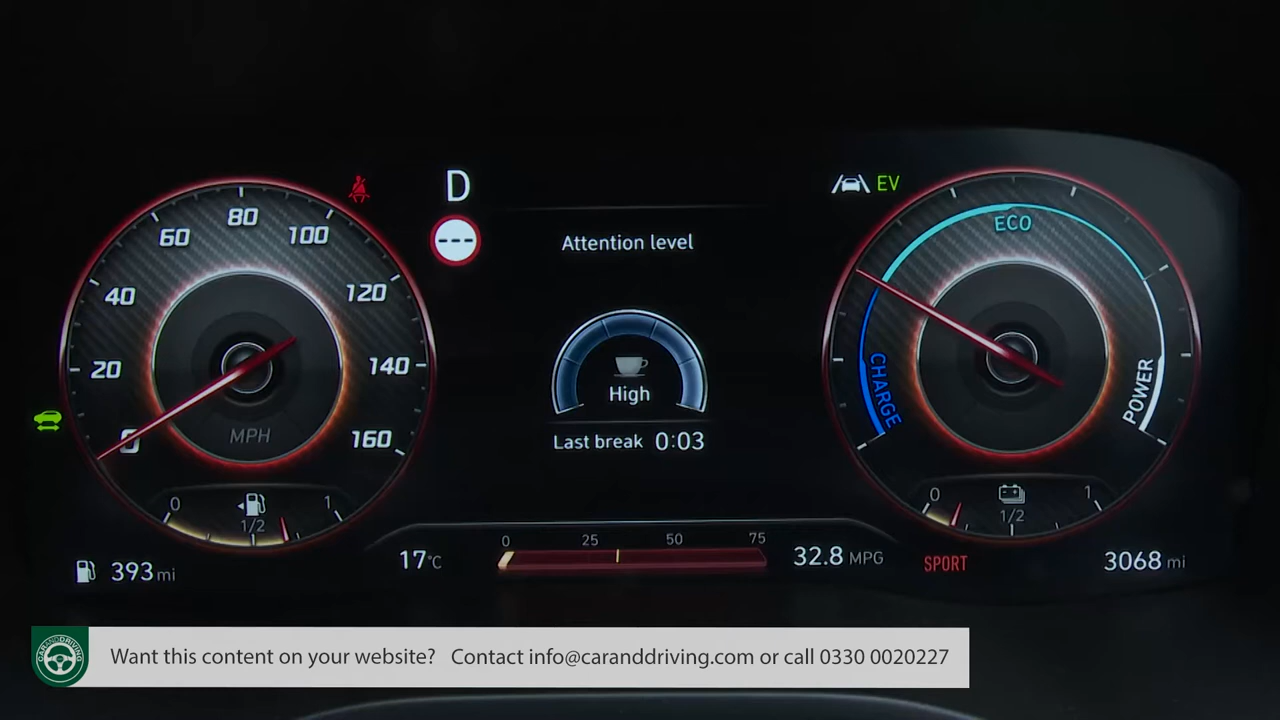 D
EV
Attention level
80
60
100
40
120
20
140
0
160
MPH
ECO
CHARGE
POWER
High
Last break 0:03
0 1/2 1
0 1/2 1
0 25 50 75
393 mi
17°C
32.8 MPG
SPORT
3068 mi
CARANDDRIVING
Want this content on your website? Contact info@caranddriving.com or call 0330 0020227